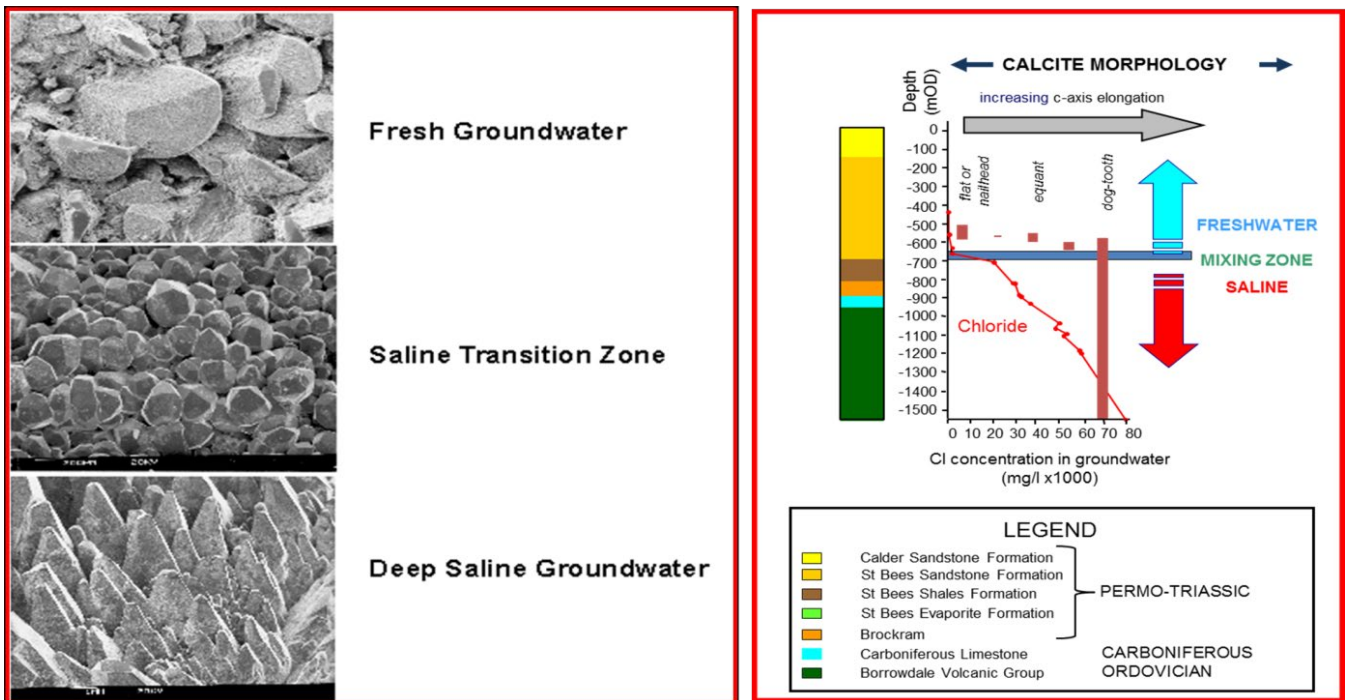 Fresh Groundwater
Saline Transition Zone
20KV
Deep Saline Groundwater
CALCITE MORPHOLOGY
increasing c-axis elongation
Depth
(mOD)
flat or
nailhead
equant
dog-tooth
0
-100
-200
-300
-400
-500
-600
-700
-800
-900
-1000
-1100
-1200
-1300
-1400
-1500
FRESHWATER
MIXING ZONE
SALINE
Chloride
0 10 20 30 40 50 60 70 80
Cl concentration in groundwater
(mg/l x1000)
LEGEND
Calder Sandstone Formation
St Bees Sandstone Formation
St Bees Shales Formation
St Bees Evaporite Formation
Brockram
Carboniferous Limestone
Borrowdale Volcanic Group
PERMO-TRIASSIC
CARBONIFEROUS
ORDOVICIAN